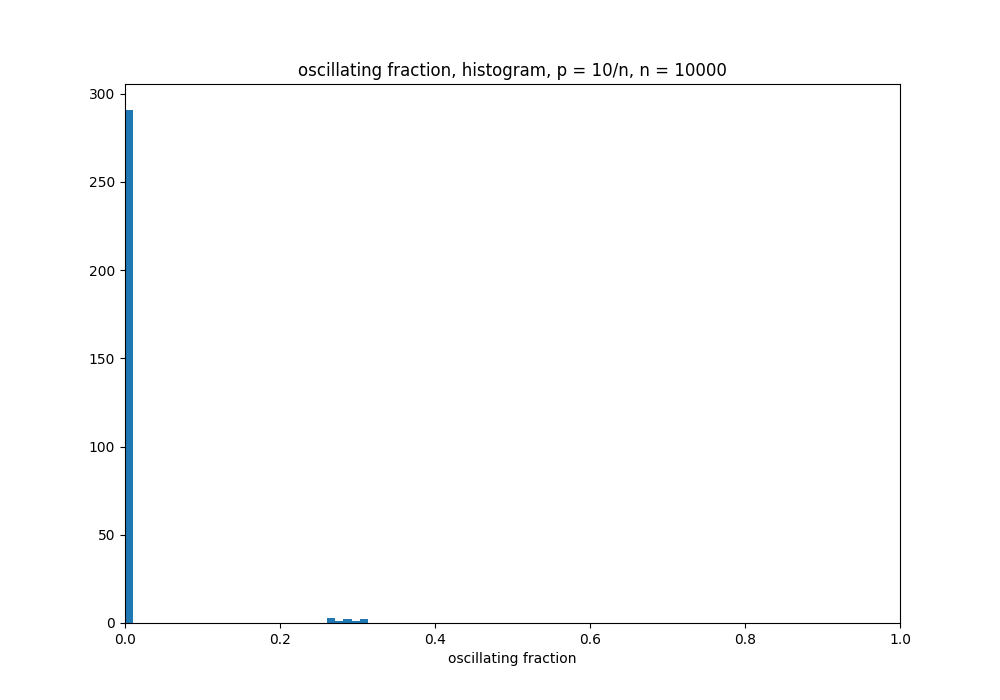 oscillating fraction, histogram, p = 10/n, n = 10000
300
250
200
150
100
50
0
0.0 0.2 0.4 0.6 0.8 1.0
oscillating fraction